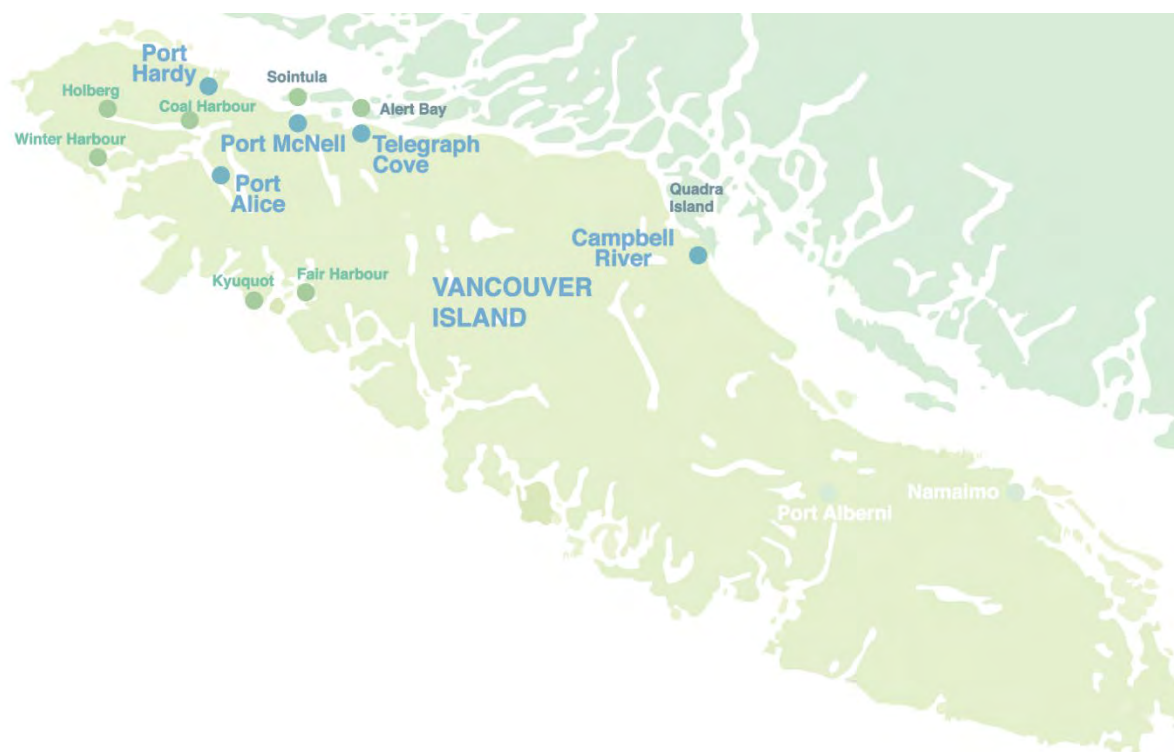 Port
Hardy
Sointula
Holberg
Coal Harbour
Alert Bay
Winter Harbour
Port McNell
Telegraph
Cove
Port
Alice
Quadra
Island
Campbell
River
Kyuquot
Fair Harbour
VANCOUVER
ISLAND
Namaimo
Port Alberni